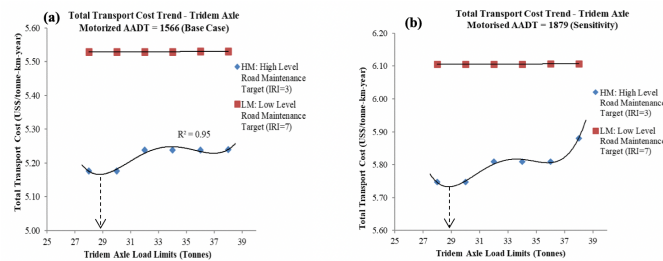 (a)
Total Transport Cost Trend - Tridem Axle
Motorized AADT = 1566 (Base Case)
Total Transport Cost (US$/tonne-km-year)
5.60
5.50
5.40
5.30
5.20
5.10
5.00
R² = 0.95
HM: High Level
Road Maintenance
Target (IRI=3)
LM: Low Level
Road Maintenance
Target (IRI=7)
25 27 29 31 33 35 37 39
Tridem Axle Load Limits (Tonnes)
(b)
Total Transport Cost Trend - Tridem Axle
Motorised AADT = 1879 (Sensitivity)
Total Transport Cost (US$/tonne-km-year)
6.20
6.10
6.00
5.90
5.80
5.70
5.60
HM: High Level
Road Maintenance
Target (IRI=3)
LM: Low Level
Road Maintenance
Target (IRI=7)
25 27 29 31 33 35 37 39
Tridem Axle Load Limits (Tonnes)